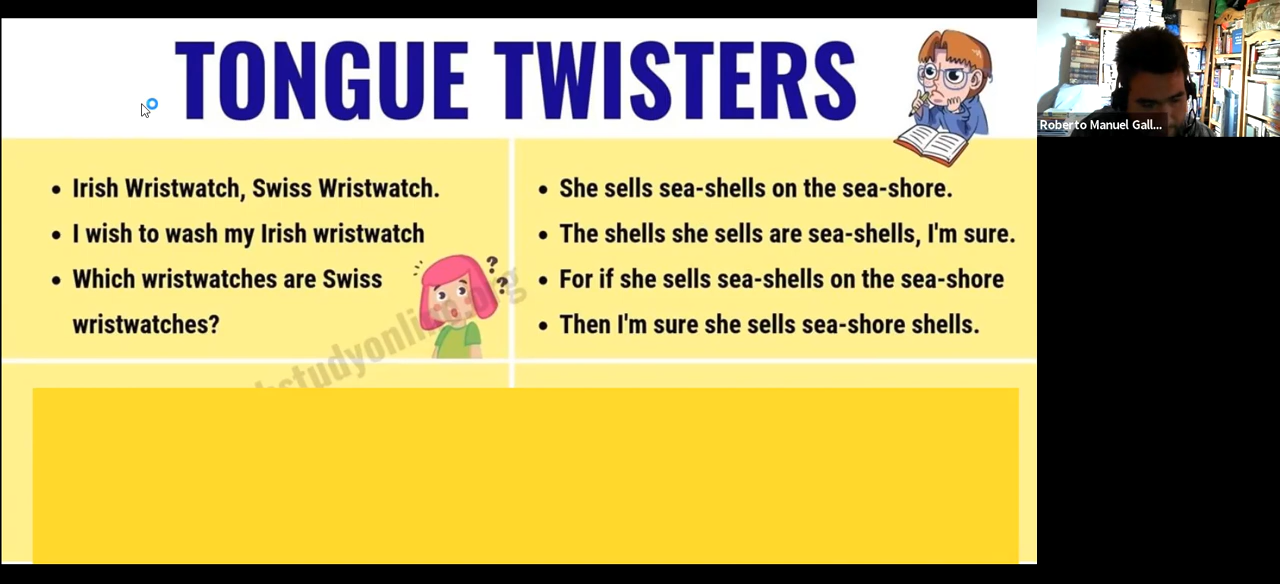 TONGUE TWISTERS
Roberto Manuel Gall...
• Irish Wristwatch, Swiss Wristwatch.
• I wish to wash my Irish wristwatch
• Which wristwatches are Swiss
wristwatches?
• She sells sea-shells on the sea-shore.
• The shells she sells are sea-shells, I'm sure.
• For if she sells sea-shells on the sea-shore
• Then I'm sure she sells sea-shore shells.
??